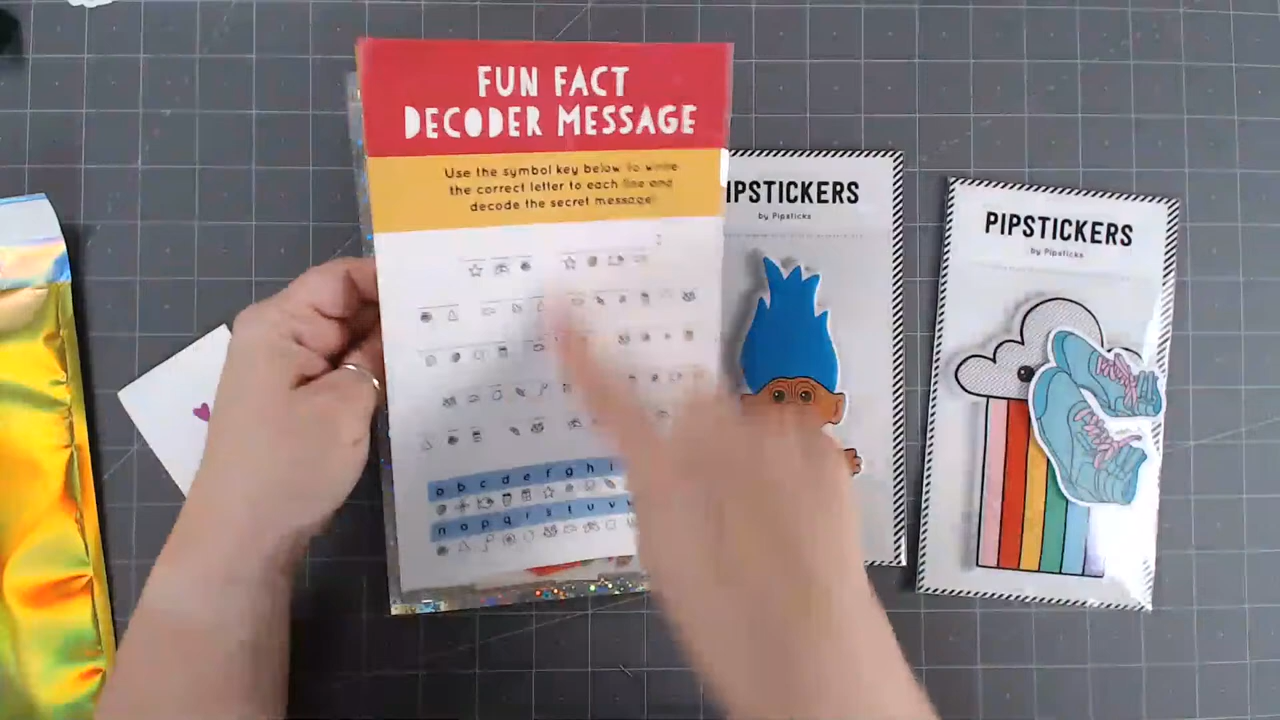 FUN FACT
DECODER MESSAGE
Use the symbol key below to write
the correct letter to each line and
decode the secret message!
a b c d e f g h i
n o p q r s t u v
IPSTICKERS
by Pipsticks
PIPSTICKERS
by Pipsticks